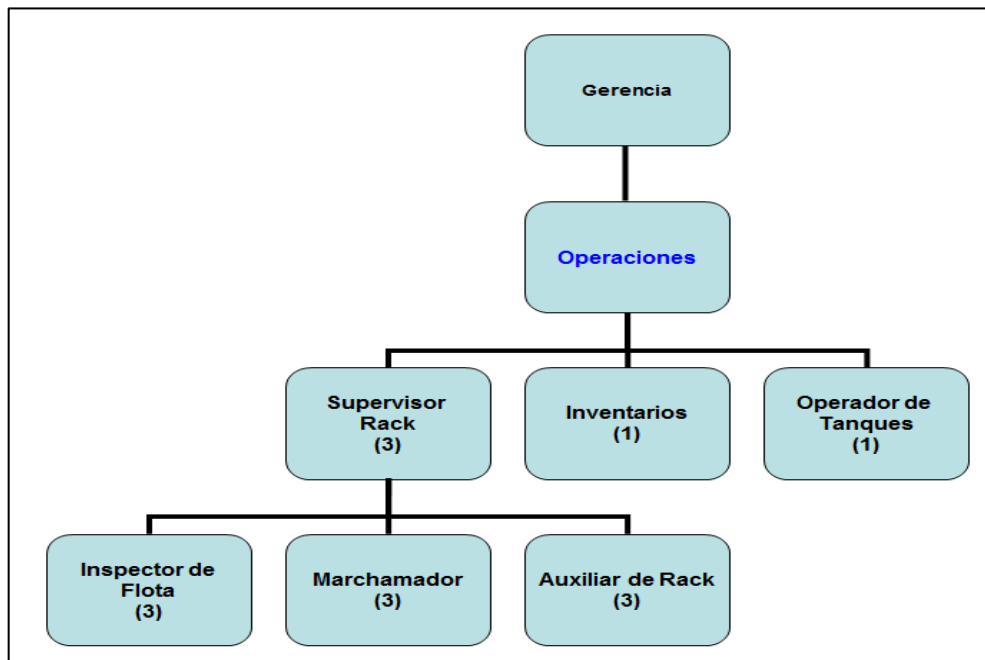 Gerencia
Operaciones
Supervisor
Rack
(3)
Inventarios
(1)
Operador de
Tanques
(1)
Inspector de
Flota
(3)
Marchamador
(3)
Auxiliar de Rack
(3)